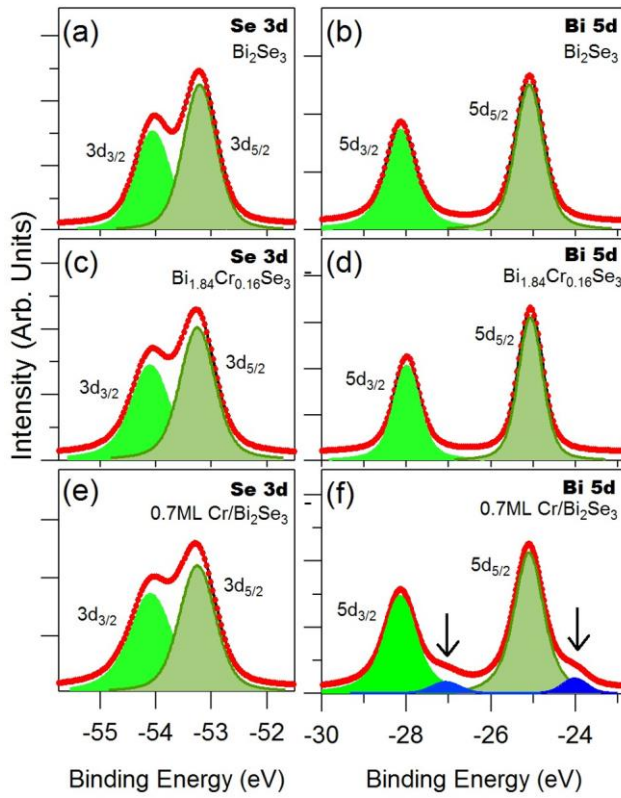 Intensity (Arb. Units)
(a)
Se 3d
Bi₂Se₃
3d₃/₂
3d₅/₂
(b)
Bi 5d
Bi₂Se₃
5d₃/₂
5d₅/₂
(c)
Se 3d
Bi₁.₈₄Cr₀.₁₆Se₃
3d₃/₂
3d₅/₂
(d)
Bi 5d
Bi₁.₈₄Cr₀.₁₆Se₃
5d₃/₂
5d₅/₂
(e)
Se 3d
0.7ML Cr/Bi₂Se₃
3d₃/₂
3d₅/₂
(f)
Bi 5d
0.7ML Cr/Bi₂Se₃
5d₃/₂
5d₅/₂
-55 -54 -53 -52
-30 -28 -26 -24
Binding Energy (eV)
Binding Energy (eV)